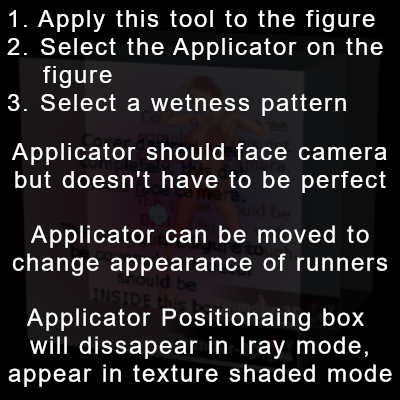 1. Apply this tool to the figure
2. Select the Applicator on the
figure
3. Select a wetness pattern
Applicator should face camera
but doesn't have to be perfect
Applicator can be moved to
change appearance of runners
Applicator Positionaing box
will dissapear in Iray mode,
appear in texture shaded mode